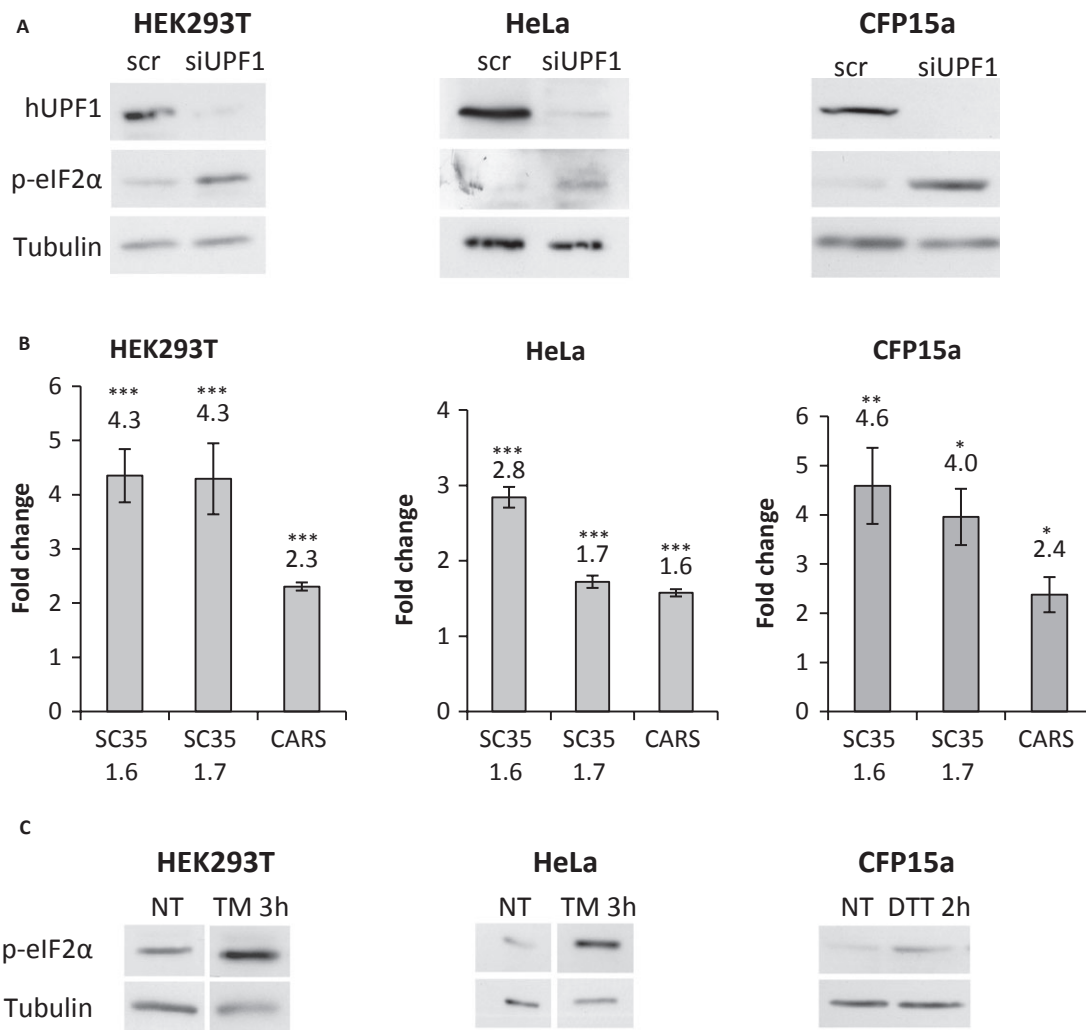 A
HEK293T HeLa CFP15a
scr siUPF1 scr siUPF1 scr siUPF1
hUPF1
p-eIF2α
Tubulin
B
HEK293T HeLa CFP15a
Fold change
6
5
4
3
2
1
0
*** *** ***
4.3 4.3 2.3
SC35 SC35 CARS
1.6 1.7
Fold change
4
3
2
1
0
*** *** ***
2.8 1.7 1.6
SC35 SC35 CARS
1.6 1.7
Fold change
6
5
4
3
2
1
0
** * *
4.6 4.0 2.4
SC35 SC35 CARS
1.6 1.7
C
HEK293T HeLa CFP15a
NT TM 3h NT TM 3h NT DTT 2h
p-eIF2α
Tubulin